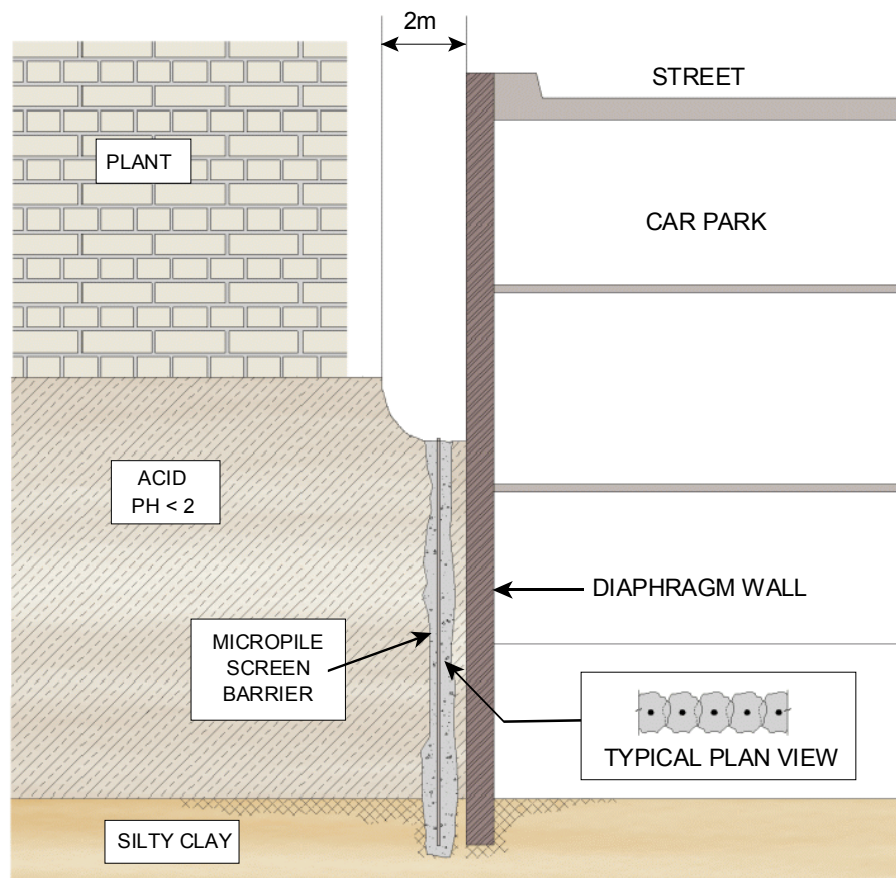 2m
STREET
PLANT
CAR PARK
ACID
PH < 2
DIAPHRAGM WALL
MICROPILE
SCREEN
BARRIER
TYPICAL PLAN VIEW
SILTY CLAY